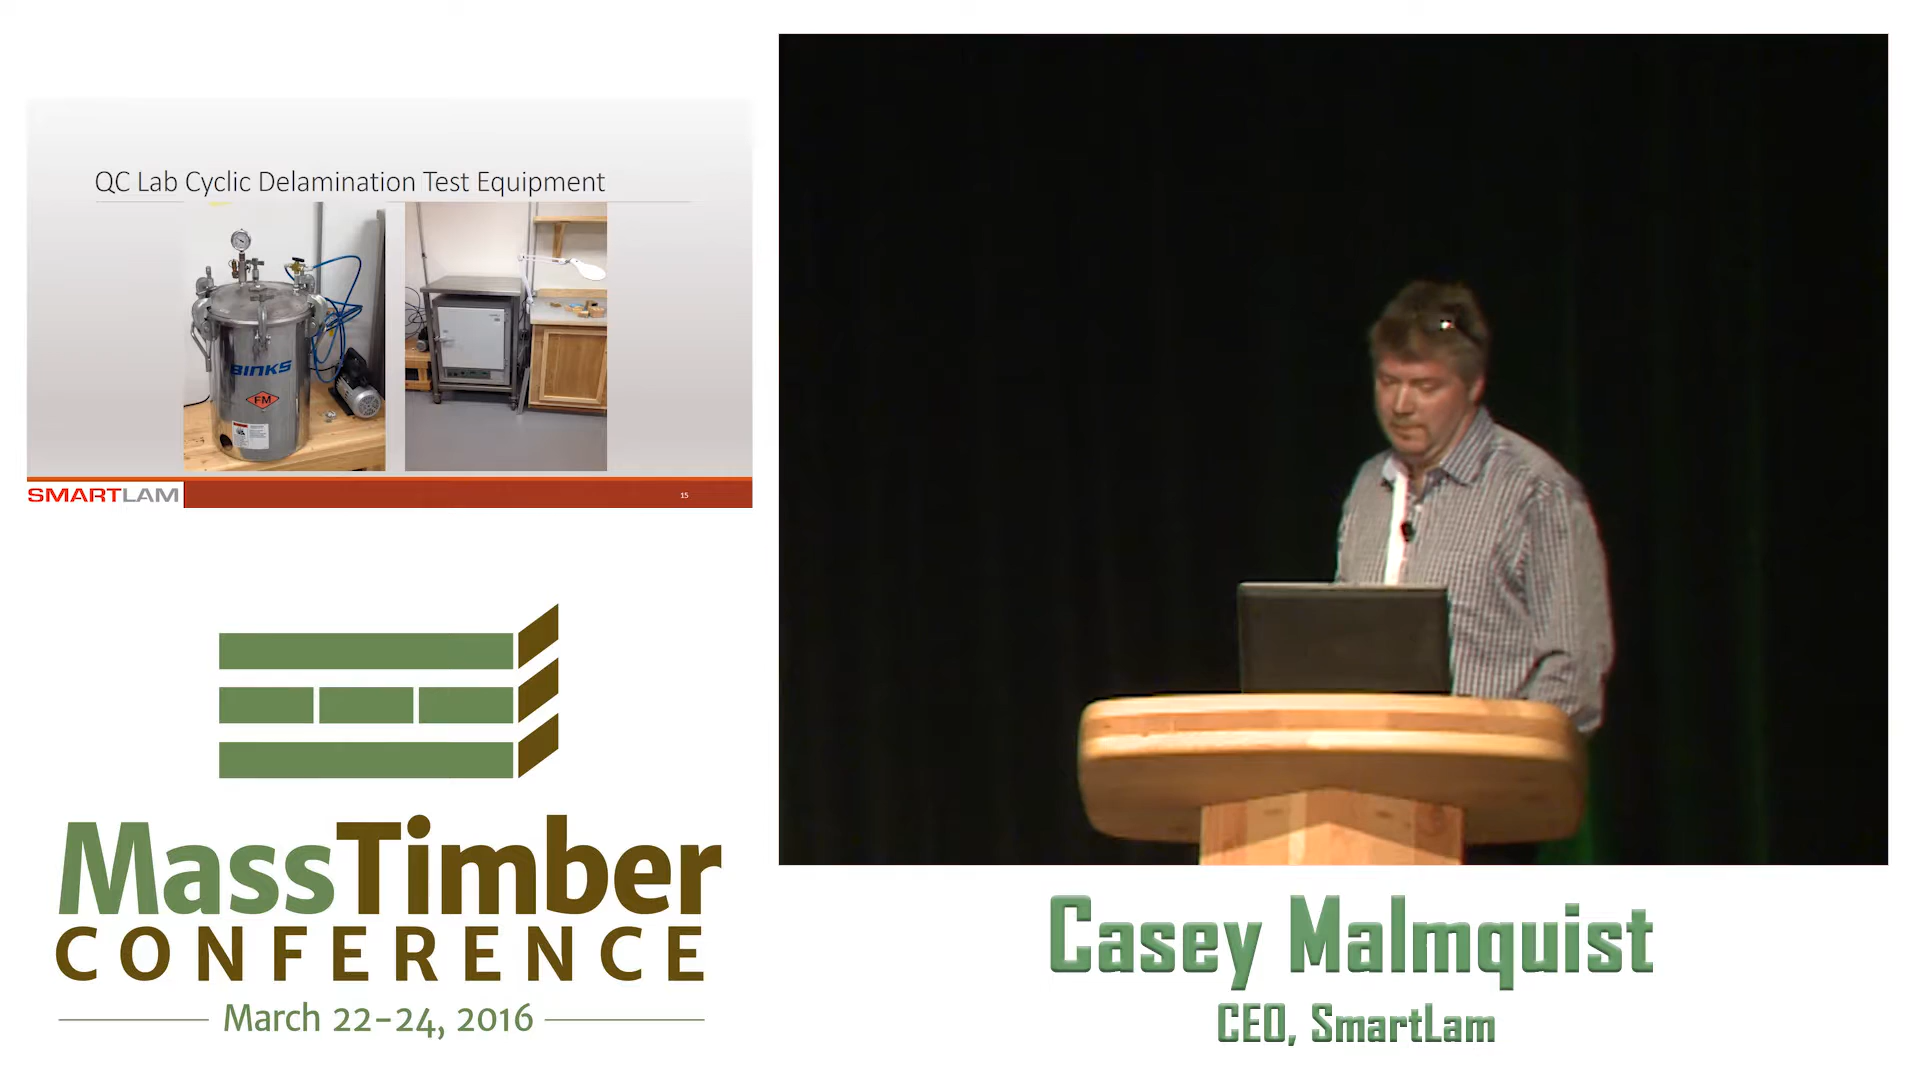 QC Lab Cyclic Delamination Test Equipment
BINKS
FM
SMARTLAM
15
MassTimber
CONFERENCE
March 22-24, 2016
Casey Malmquist
CEO, SmartLam